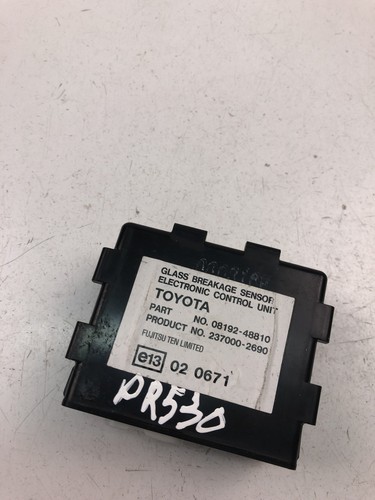 GLASS BREAKAGE SENSOR
ELECTRONIC CONTROL UNIT
TOYOTA
PART NO. 08192-48810
PRODUCT NO. 237000-2690
FUJITSU TEN LIMITED
e13 02 0671
PR530